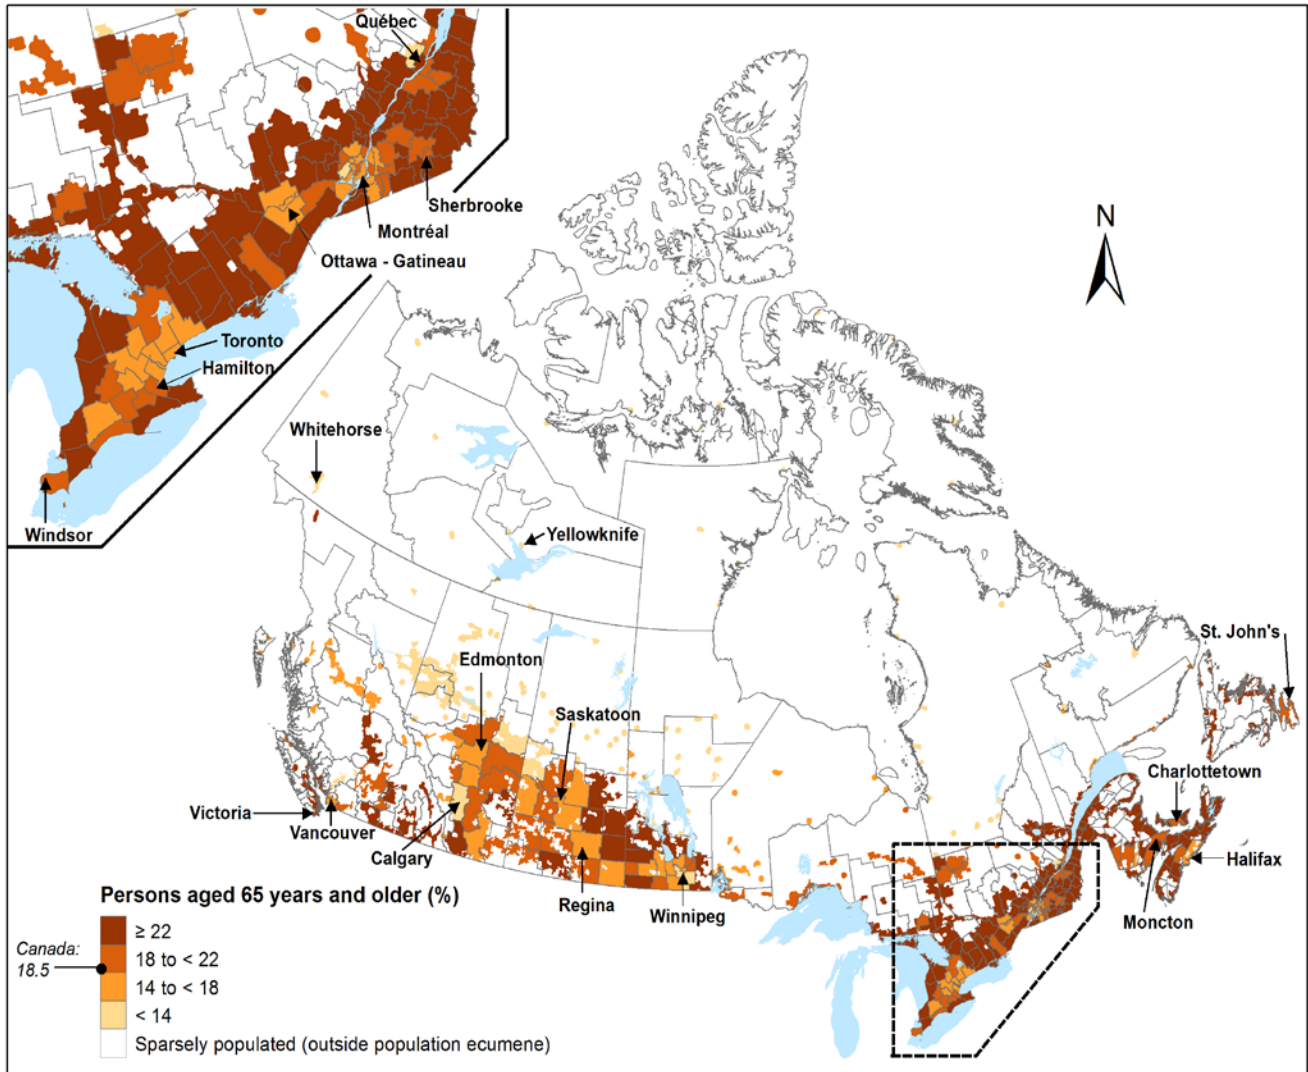 Québec
Sherbrooke
Montréal
Ottawa - Gatineau
Toronto
Hamilton
Windsor
N
Whitehorse
Yellowknife
Edmonton
Saskatoon
St. John's
Charlottetown
Victoria
Vancouver
Calgary
Halifax
Regina
Winnipeg
Moncton
Persons aged 65 years and older (%)
Canada:
18.5
≥ 22
18 to < 22
14 to < 18
< 14
Sparsely populated (outside population ecumene)